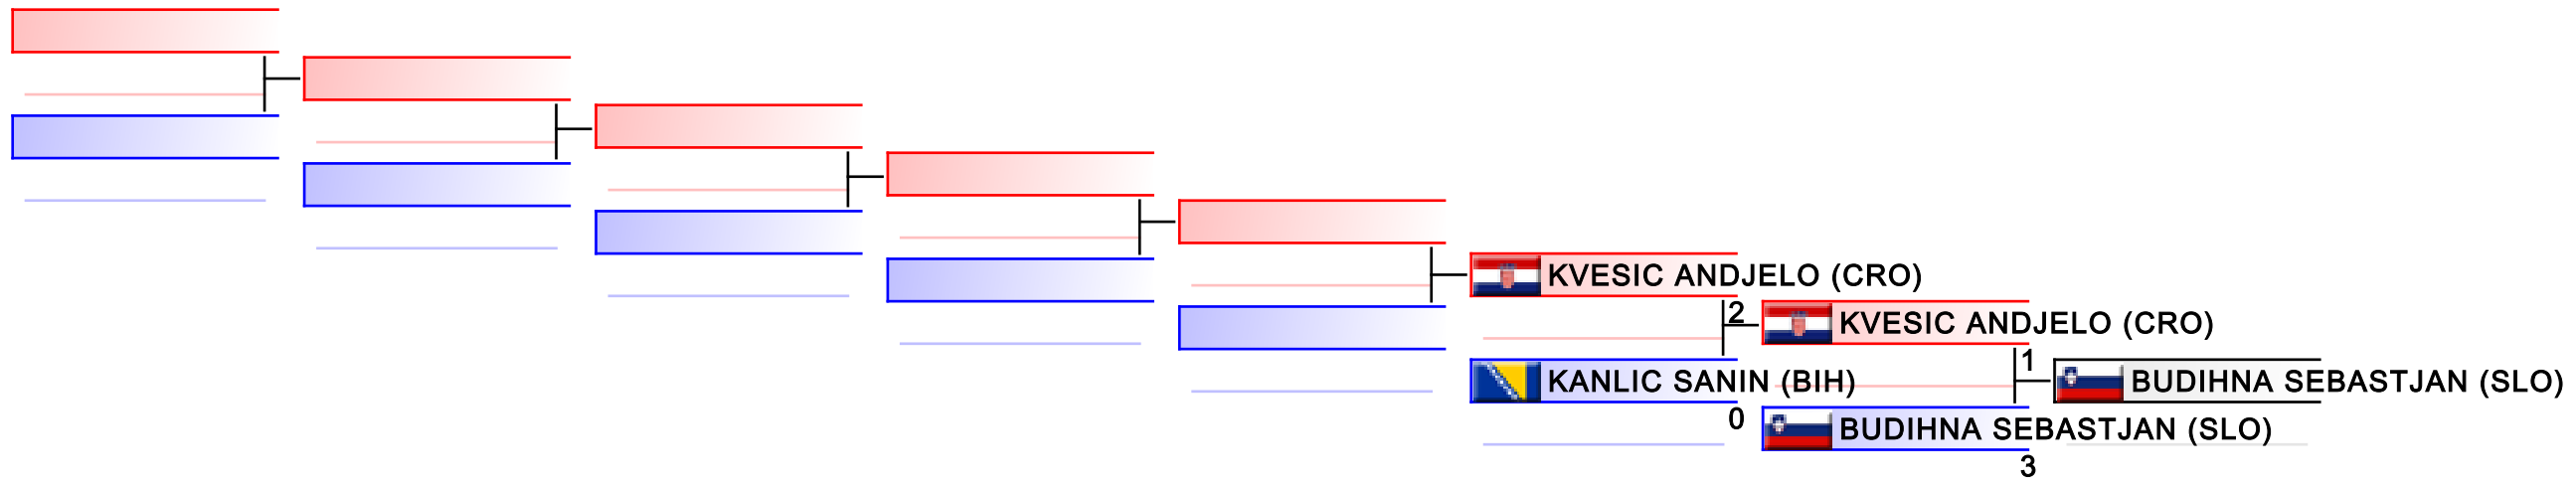 KVESIC ANDJELO (CRO)
2
KVESIC ANDJELO (CRO)
1
KANLIC SANIN (BIH)
BUDIHNA SEBASTJAN (SLO)
0
BUDIHNA SEBASTJAN (SLO)
3